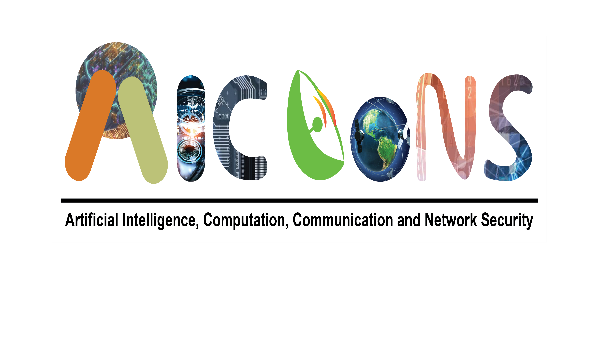 AICCoNS
Artificial Intelligence, Computation, Communication and Network Security